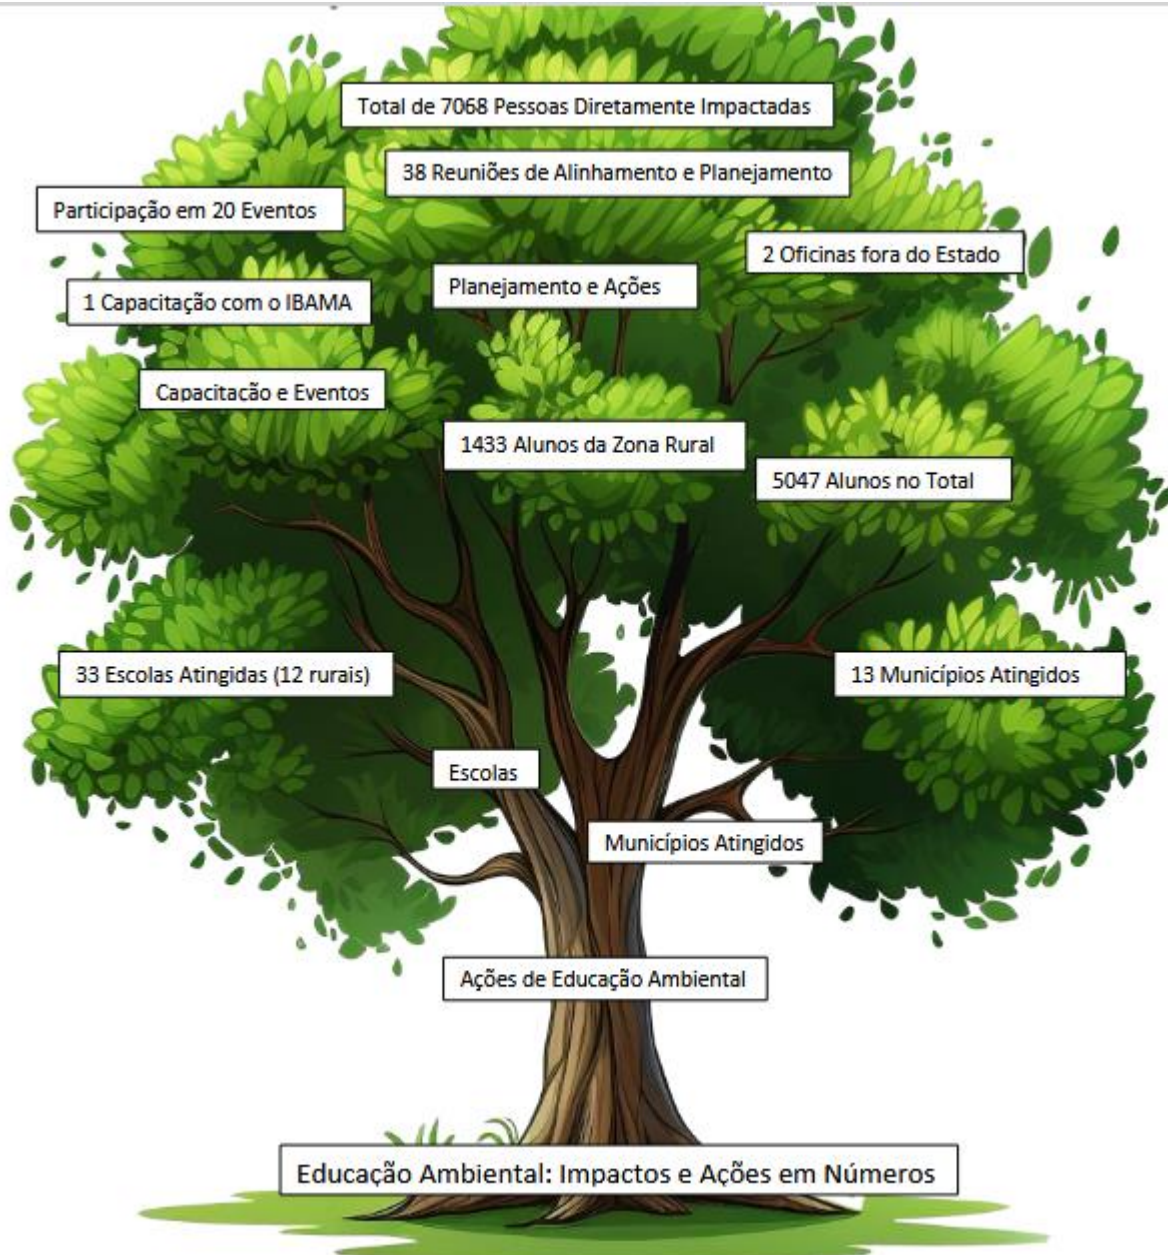 Total de 7068 Pessoas Diretamente Impactadas
38 Reuniões de Alinhamento e Planejamento
Participação em 20 Eventos
2 Oficinas fora do Estado
Planejamento e Ações
1 Capacitação com o IBAMA
Capacitação e Eventos
1433 Alunos da Zona Rural
5047 Alunos no Total
33 Escolas Atingidas (12 rurais)
13 Municípios Atingidos
Escolas
Municípios Atingidos
Ações de Educação Ambiental
Educação Ambiental: Impactos e Ações em Números